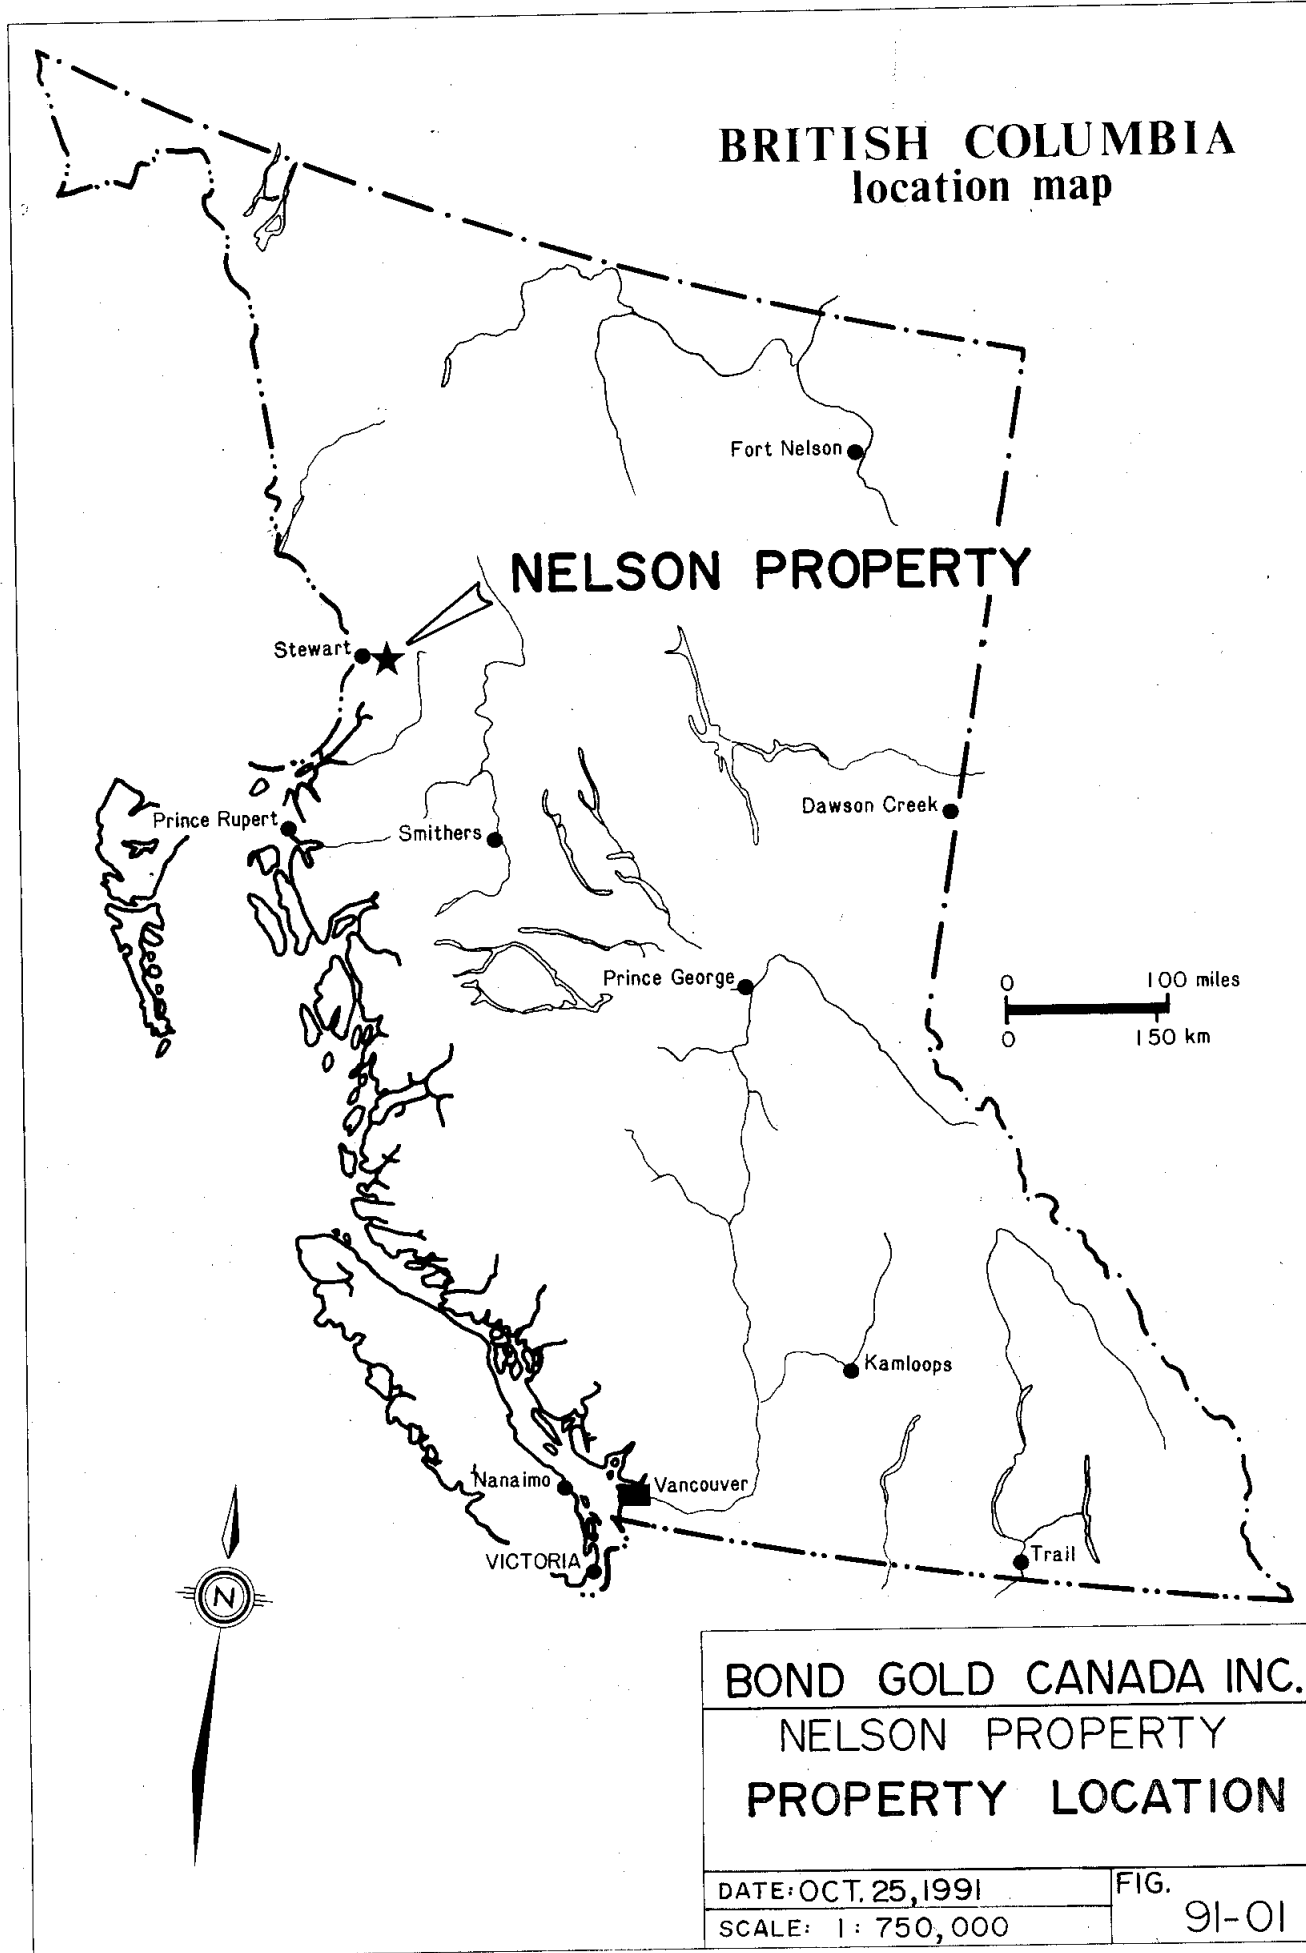 BRITISH COLUMBIA
location map
Fort Nelson
NELSON PROPERTY
Stewart
Dawson Creek
Prince Rupert
Smithers
Prince George
0 100 miles
0 150 km
Kamloops
Nanaimo
Vancouver
VICTORIA
Trail
N
BOND GOLD CANADA INC.
NELSON PROPERTY
PROPERTY LOCATION
DATE: OCT. 25, 1991
FIG.
91-01
SCALE: 1: 750,000